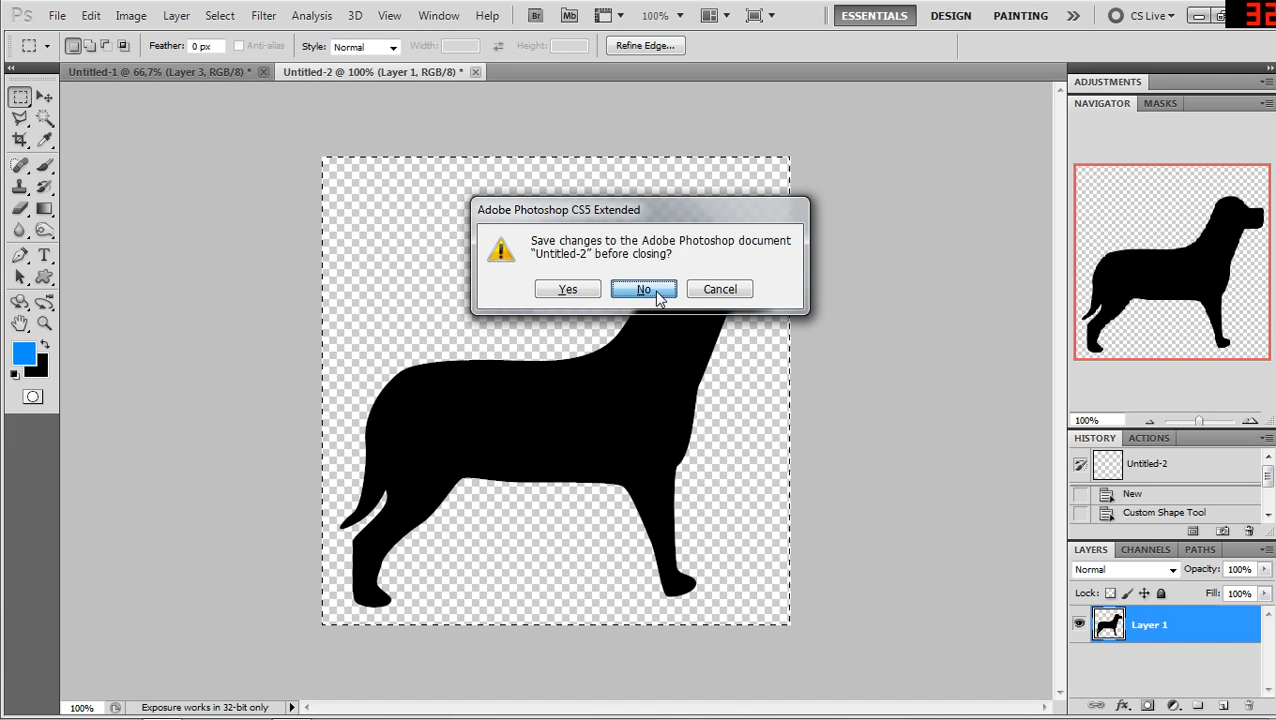 Ps File Edit Image Layer Select Filter Analysis 3D View Window Help Br Mb 100% ESSENTIALS DESIGN PAINTING CS Live 32
Feather: 0 px Anti-alias Style: Normal Width: Height: Refine Edge...
Untitled-1 @ 66,7% (Layer 3, RGB/8) * Untitled-2 @ 100% (Layer 1, RGB/8) *
ADJUSTMENTS
NAVIGATOR MASKS
Adobe Photoshop CS5 Extended
Save changes to the Adobe Photoshop document
“Untitled-2” before closing?
Yes No Cancel
T
100%
HISTORY ACTIONS
Untitled-2
New
Custom Shape Tool
LAYERS CHANNELS PATHS
Normal Opacity: 100%
Lock: Fill: 100%
Layer 1
fx
100% Exposure works in 32-bit only